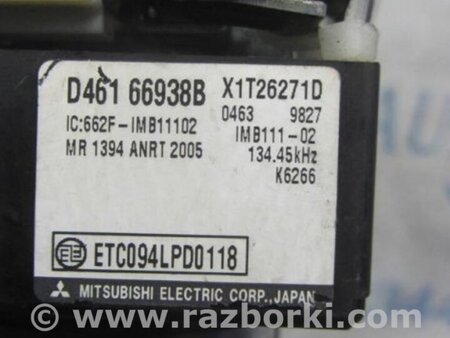 D461 66938B X1T26271D
IC:662F-IMB11102 0463 9827
MR 1394 ANRT 2005 IMB111-02
134.45kHz
K6266
ETC094LPD0118
MITSUBISHI ELECTRIC CORP., JAPAN
www.razborki.com